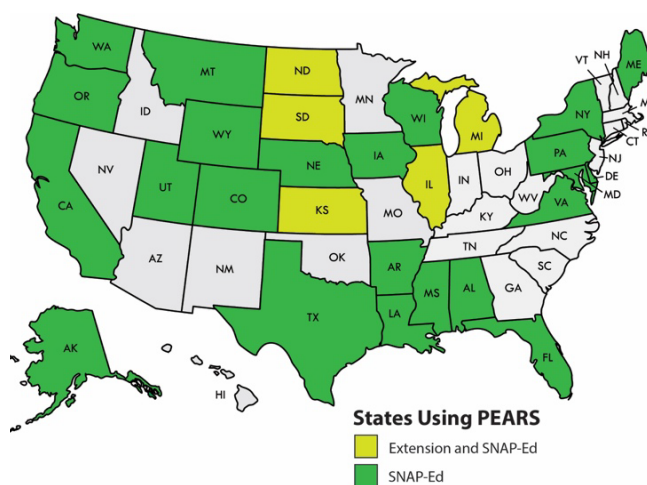 WA
MT
ND
MN
VT
NH
ME
OR
ID
SD
WI
MI
NY
M
R
CT
WY
IA
PA
NJ
NV
NE
IL
IN
OH
DE
MD
CA
UT
CO
KS
MO
WV
VA
KY
AZ
NM
OK
AR
TN
NC
SC
TX
LA
MS
AL
GA
FL
AK
HI
States Using PEARS
Extension and SNAP-Ed
SNAP-Ed